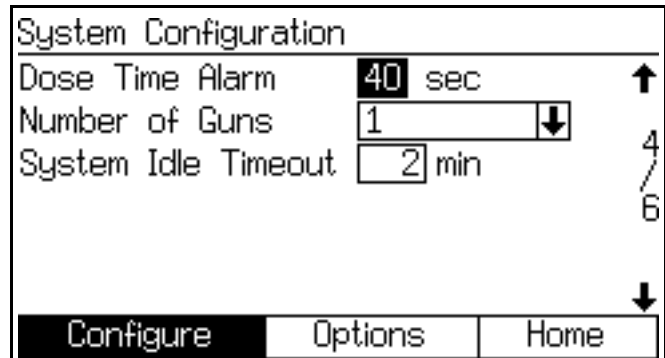 System Configuration
Dose Time Alarm 40 sec
Number of Guns 1
System Idle Timeout 2 min
4
/
6
Configure Options Home